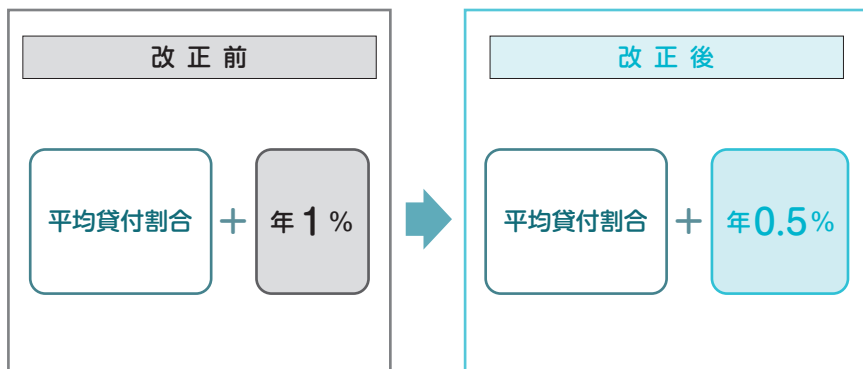 改正前
平均貸付割合 + 年1%
改正後
平均貸付割合 + 年0.5%